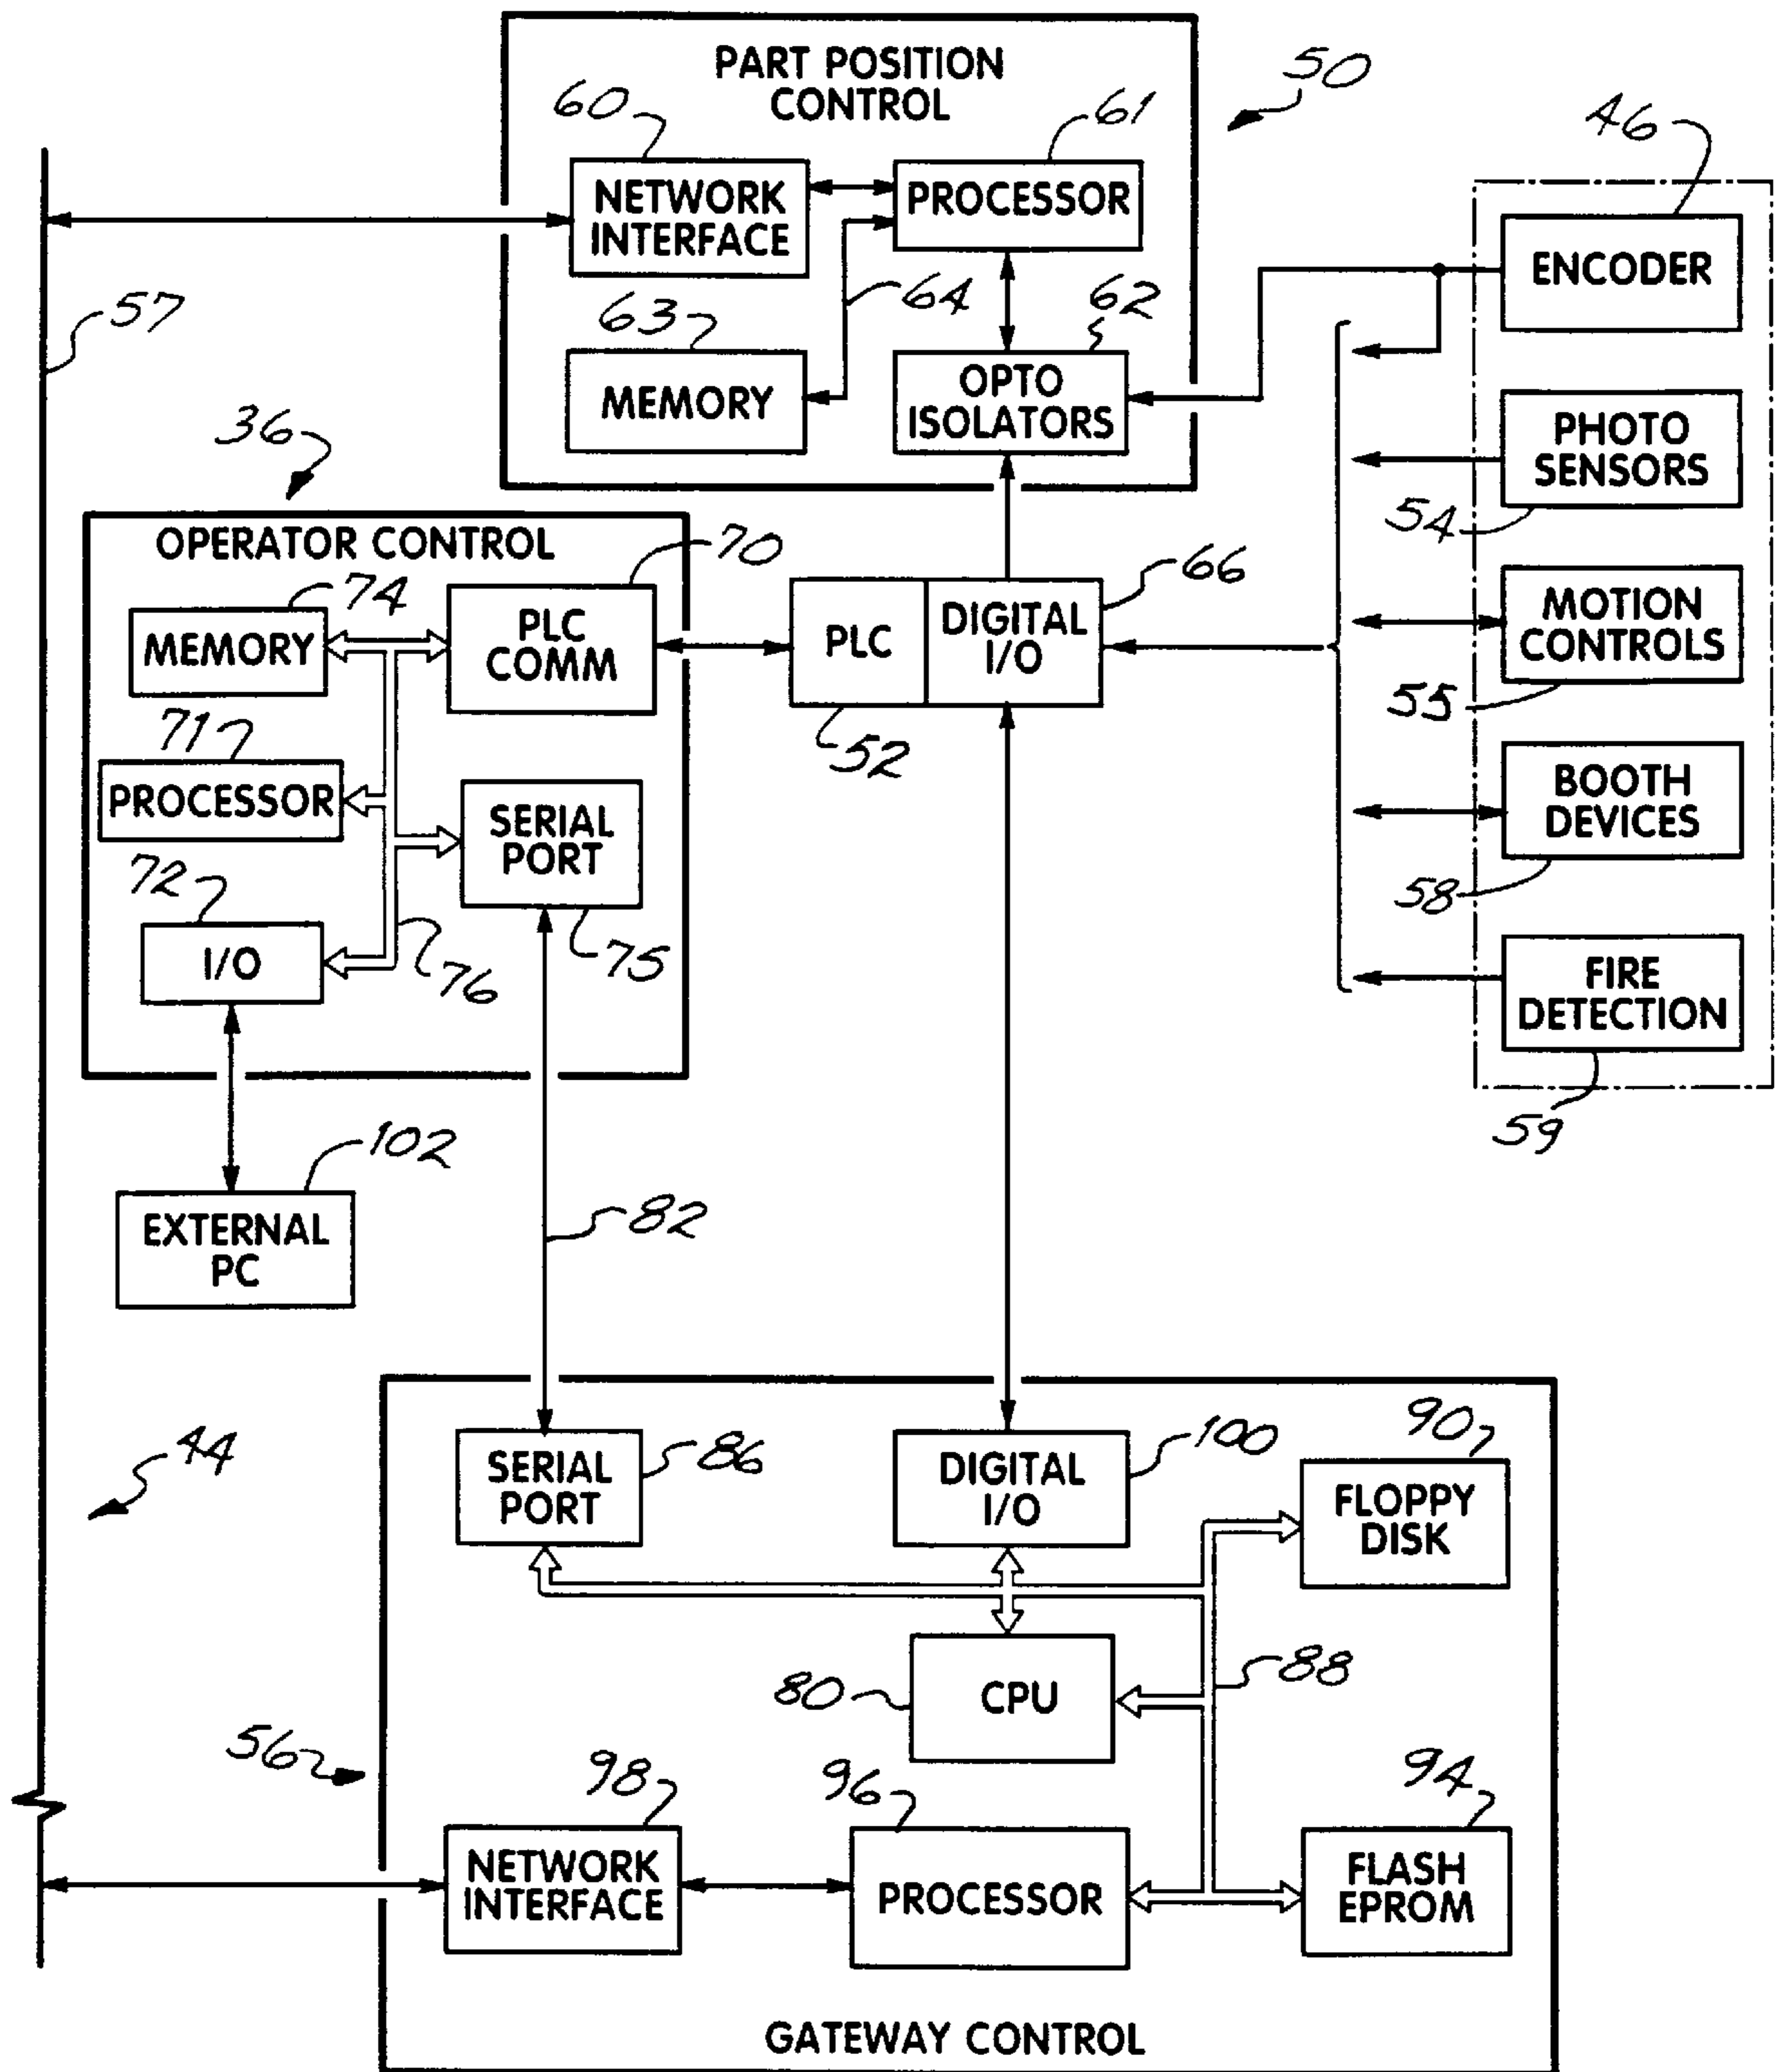 PART POSITION
CONTROL
50
60
61
46
NETWORK
INTERFACE
PROCESSOR
ENCODER
57
64
62
63
MEMORY
OPTO
ISOLATORS
PHOTO
SENSORS
54
36
OPERATOR CONTROL
70
66
74
MEMORY
PLC
COMM
PLC
DIGITAL
I/O
MOTION
CONTROLS
55
71
52
PROCESSOR
SERIAL
PORT
BOOTH
DEVICES
58
72
I/O
76
75
FIRE
DETECTION
59
102
EXTERNAL
PC
82
44
90
SERIAL
PORT
86
DIGITAL
I/O
100
FLOPPY
DISK
80
CPU
88
56
98
96
94
NETWORK
INTERFACE
PROCESSOR
FLASH
EPROM
GATEWAY CONTROL